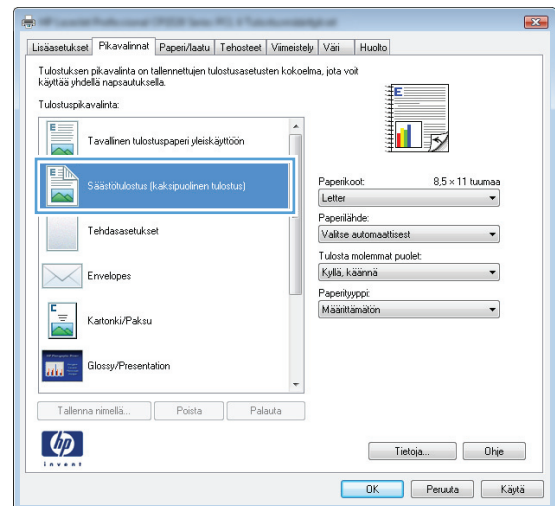 Lisäasetukset Pikavalinnat Paperi/laatu Tehosteet Viimeistely Väri Huolto
Tulostuksen pikavalinta on tallennettujen tulostusasetusten kokoelma, jota voit
käyttää yhdellä napsautuksella.
Tulostuspikavalinta:
Tavallinen tulostuspaperi yleiskäyttöön
Säästötulostus (kaksipuolinen tulostus)
Tehdasasetukset
Envelopes
Kartonki/Paksu
Glossy/Presentation
Tallenna nimellä... Poista Palauta
Paperikoot: 8,5 × 11 tuumaa
Letter
Paperilähde:
Valitse automaattisest
Tulosta molemmat puolet:
Kyllä, käännä
Paperityyppi:
Määrittämätön
hp
invent
Tietoja... Ohje
OK Peruuta Käytä